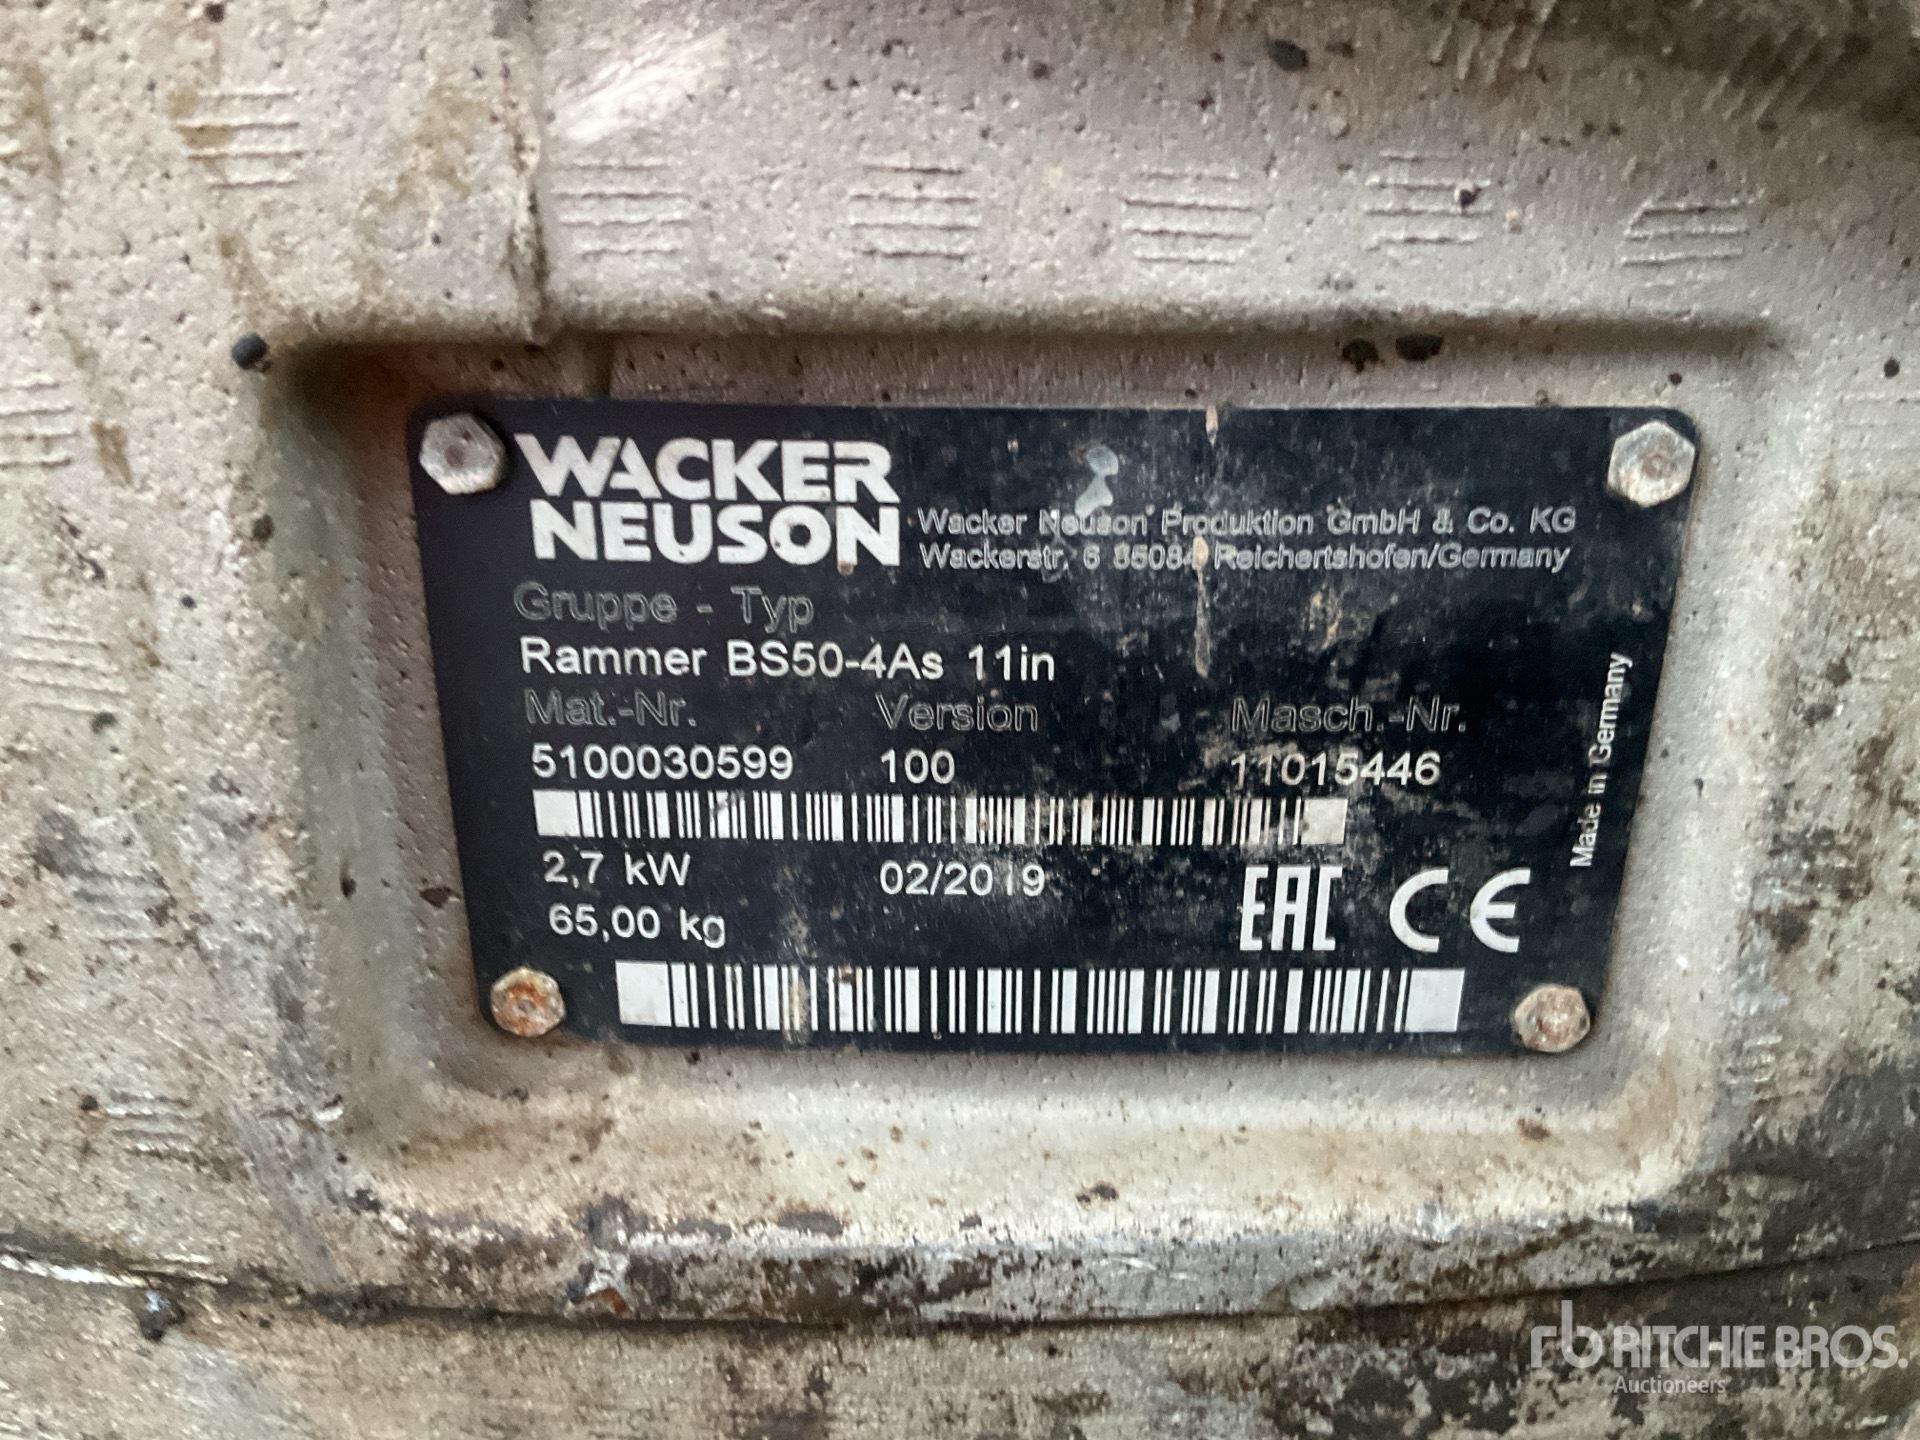 WACKER
NEUSON
Wacker Neuson Produktion GmbH & Co. KG
Wackerstr. 6 85084 Reichertshofen/Germany
Gruppe - Typ
Rammer BS50-4As 11in
Mat.-Nr. Version Masch.-Nr.
5100030599 100 11015446
2,7 kW 02/2019
65,00 kg
EAC CE
Made in Germany
rb RITCHIE BROS.
Auctioneers